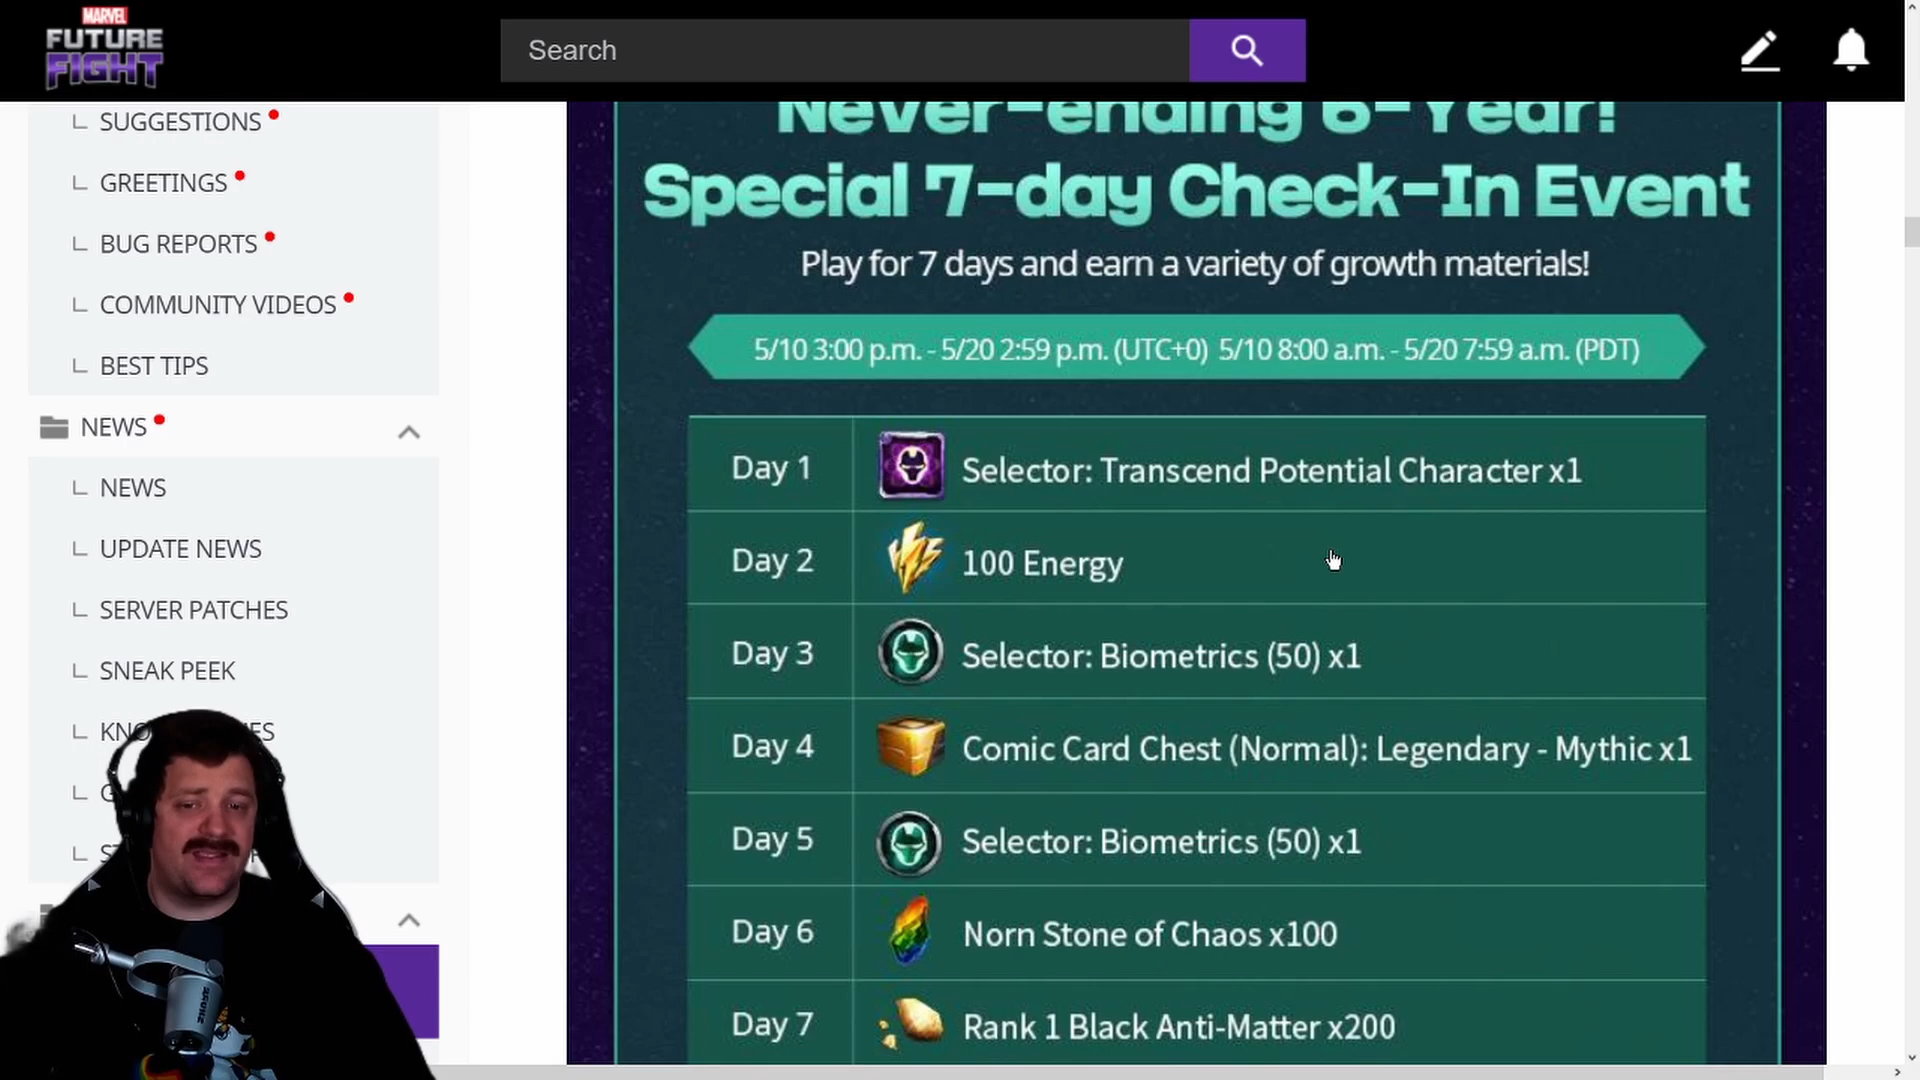 MARVEL
FUTURE
FIGHT
Search
SUGGESTIONS
GREETINGS
BUG REPORTS
COMMUNITY VIDEOS
BEST TIPS
NEWS
NEWS
UPDATE NEWS
SERVER PATCHES
SNEAK PEEK
Never-ending 6-Year!
Special 7-day Check-In Event
Play for 7 days and earn a variety of growth materials!
5/10 3:00 p.m. - 5/20 2:59 p.m. (UTC+0) 5/10 8:00 a.m. - 5/20 7:59 a.m. (PDT)
Day 1 Selector: Transcend Potential Character x1
Day 2 100 Energy
Day 3 Selector: Biometrics (50) x1
Day 4 Comic Card Chest (Normal): Legendary - Mythic x1
Day 5 Selector: Biometrics (50) x1
Day 6 Norn Stone of Chaos x100
Day 7 Rank 1 Black Anti-Matter x200